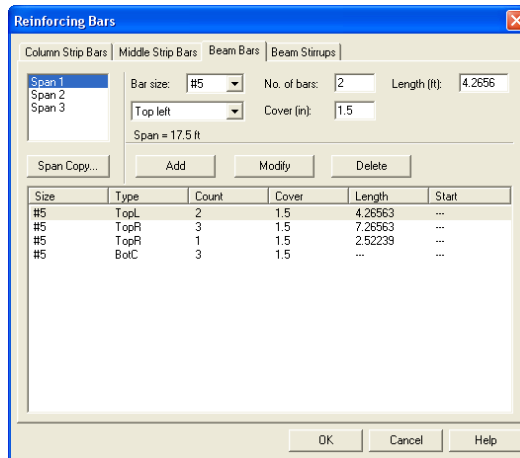 Reinforcing Bars
Column Strip Bars Middle Strip Bars Beam Bars Beam Stirrups
Span 1
Span 2
Span 3
Bar size: #5 No. of bars: 2 Length (ft): 4.2656
Top left Cover (in): 1.5
Span = 17.5 ft
Span Copy... Add Modify Delete
Size Type Count Cover Length Start
#5 TopL 2 1.5 4.26563 ---
#5 TopR 3 1.5 7.26563 ---
#5 TopR 1 1.5 2.52239 ---
#5 BotC 3 1.5 --- ---
OK Cancel Help